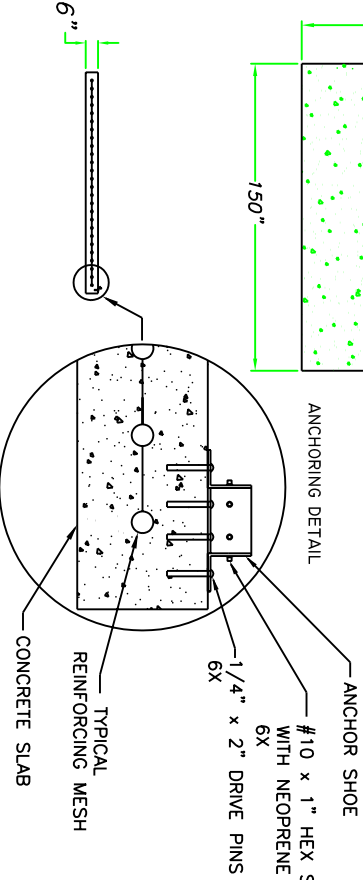 6"
150"
ANCHORING DETAIL
ANCHOR SHOE
#10 x 1" HEX
WITH NEOPRENE
6X
1/4" x 2" DRIVE PINS
6X
TYPICAL
REINFORCING MESH
CONCRETE SLAB